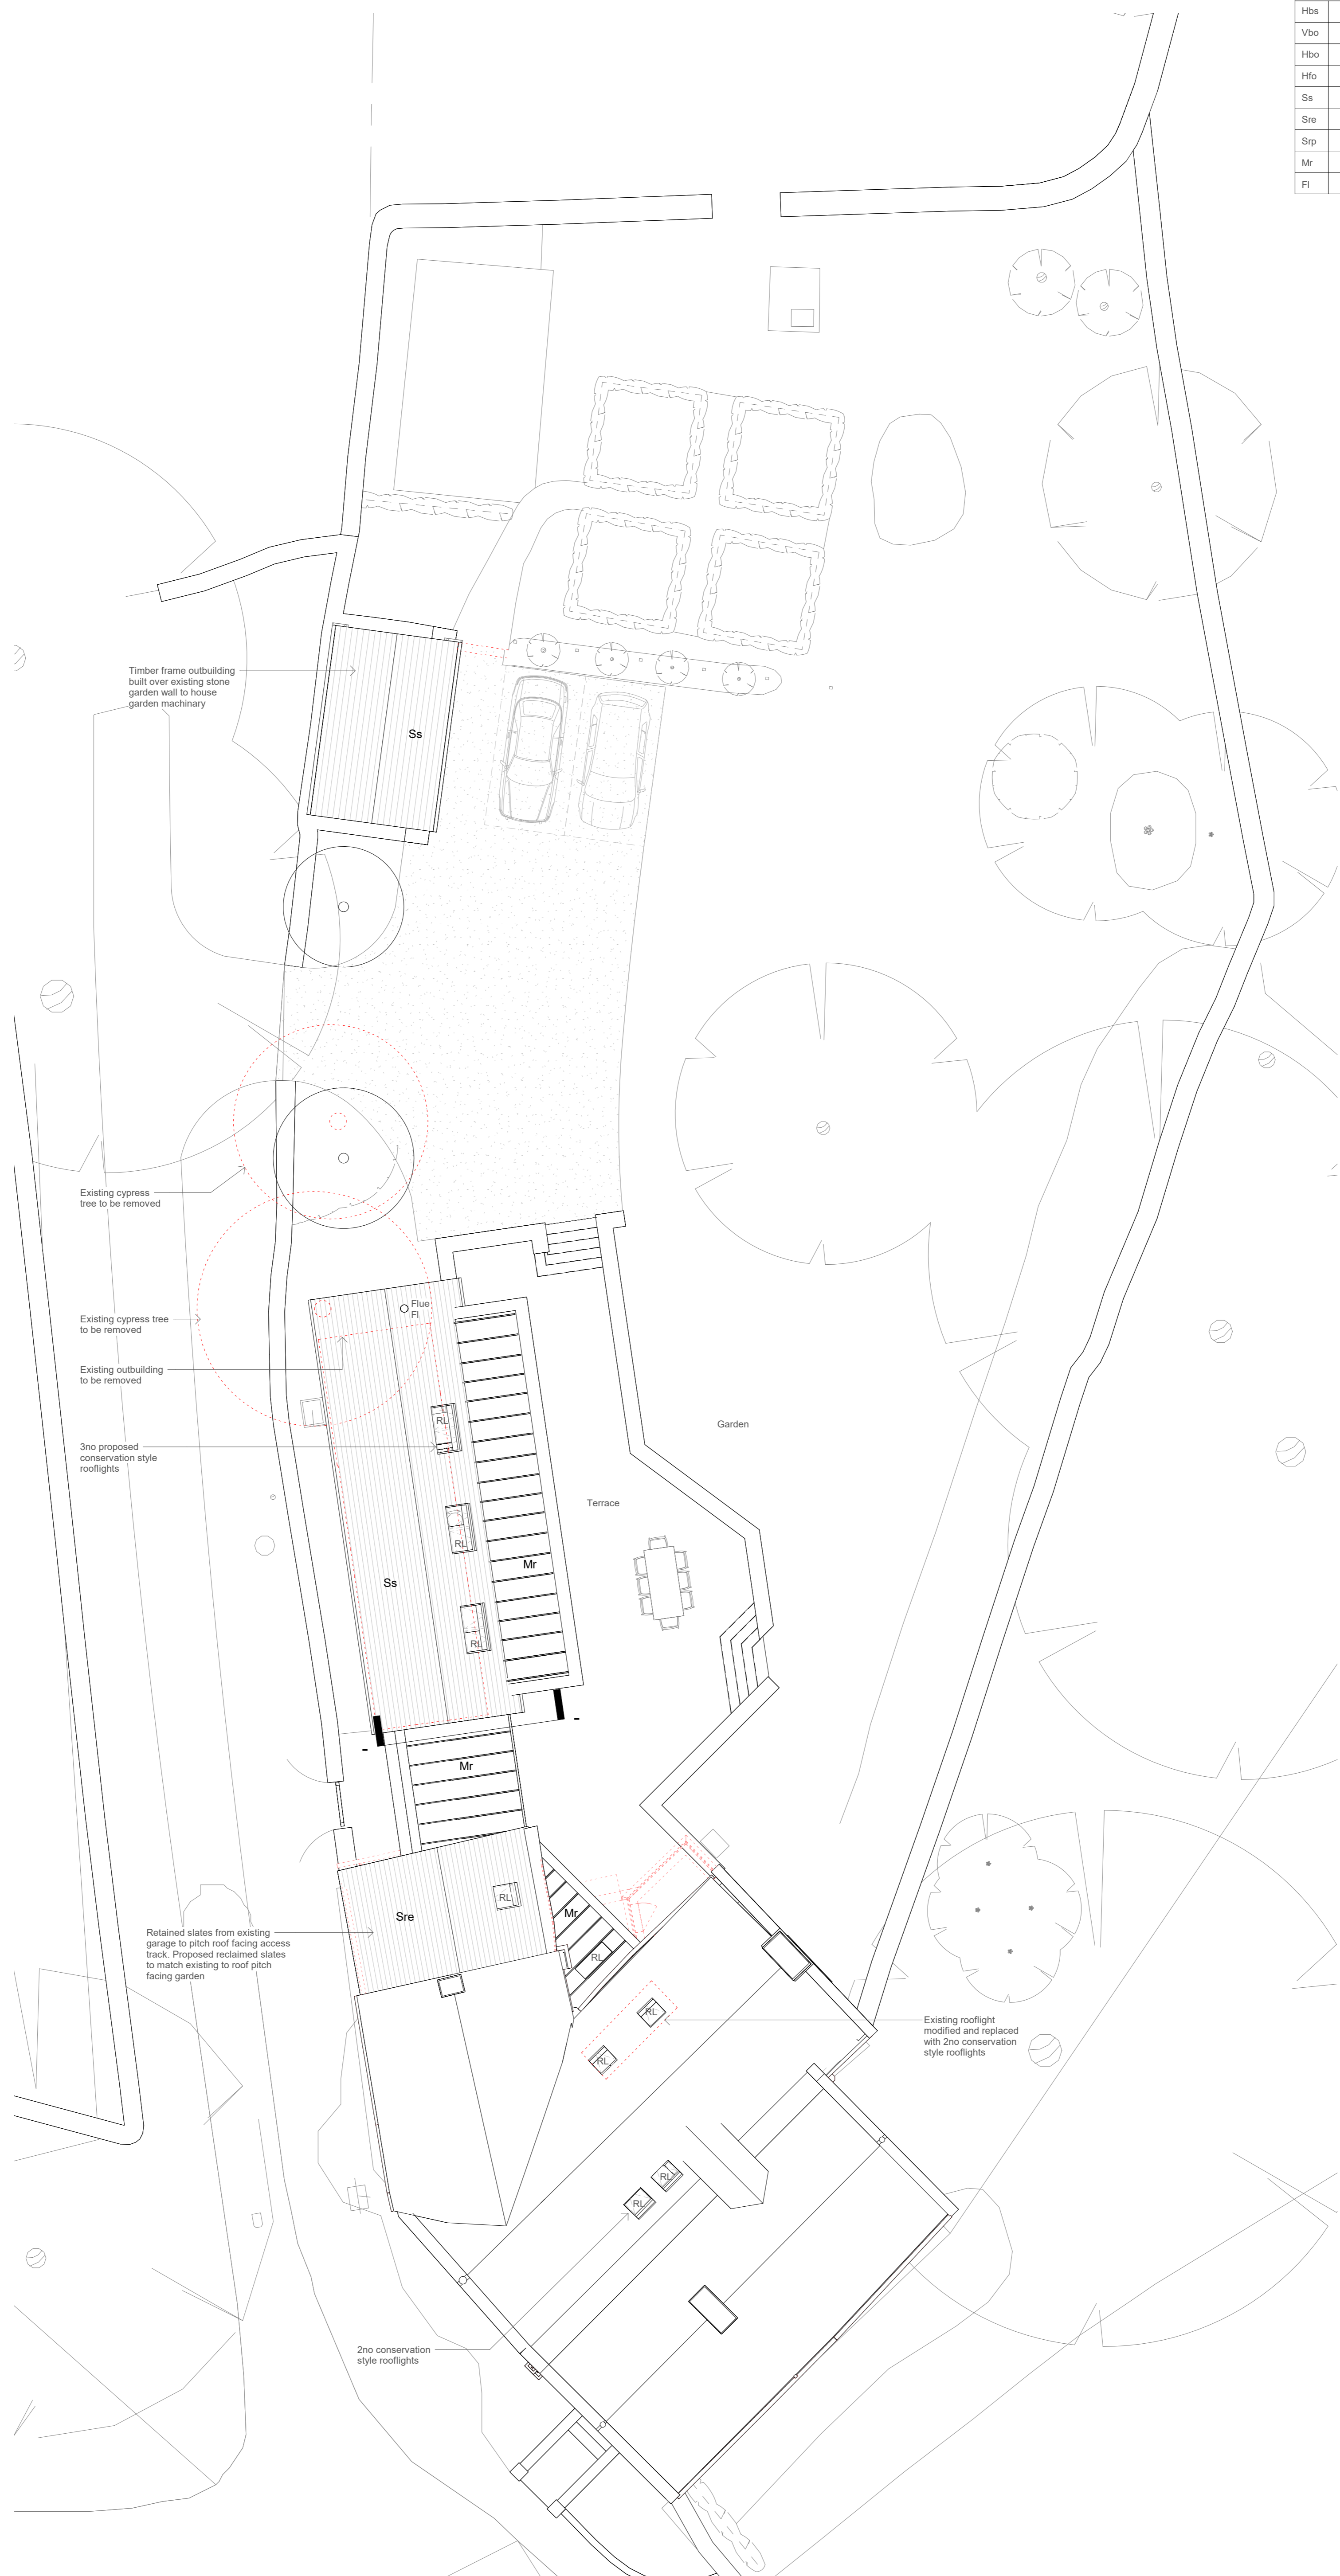 Hbs
Vbo
Hbo
Hfo
Ss
Sre
Srp
Mr
Fl
Timber frame outbuilding
built over existing stone
garden wall to house
garden machinery
Ss
Existing cypress
tree to be removed
Flue
Fl
Existing cypress tree
to be removed
Existing outbuilding
to be removed
RL
Garden
3no proposed
conservation style
rooflights
Terrace
RL
Mr
Ss
RL
Mr
RL
Sre
Mr
Retained slates from existing
garage to pitch roof facing access
track. Proposed reclaimed slates
to match existing to roof pitch
facing garden
RL
RL
Existing rooflight
modified and replaced
with 2no conservation
style rooflights
RL
RL
RL
2no conservation
style rooflights